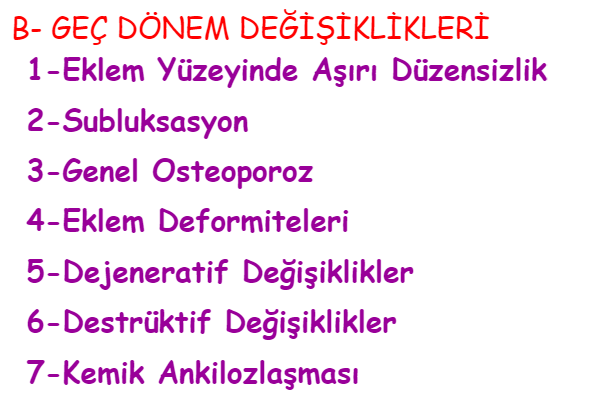 B- GEÇ DÖNEM DEĞİŞİKLİKLERİ
1-Eklem Yüzeyinde Aşırı Düzensizlik
2-Subluksasyon
3-Genel Osteoporoz
4-Eklem Deformiteleri
5-Dejeneratif Değişiklikler
6-Destrüktif Değişiklikler
7-Kemik Ankilozlaşması